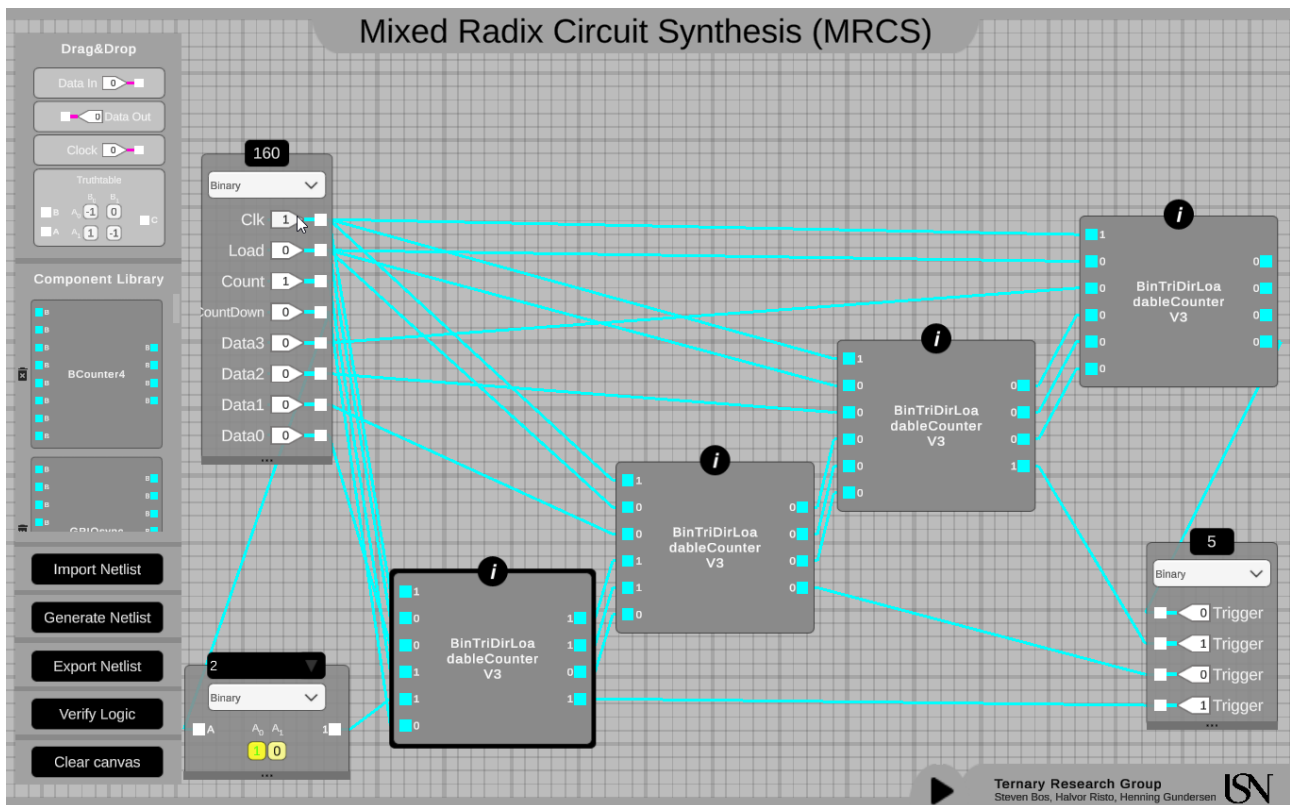 Mixed Radix Circuit Synthesis (MRCS)
Drag&Drop
Data In 0
0 Data Out
Clock 0
Truthtable
B₀ B₁
B A₀ -1 0 C
A A₁ 1 -1
Component Library
B
B
B B
B BCounter4 B
B B
B B
B
B
B B
B B
B B
B
Import Netlist
Generate Netlist
Export Netlist
Verify Logic
Clear canvas
160
Binary
Clk 1
Load 0
Count 1
CountDown 0
Data3 0
Data2 0
Data1 0
Data0 0
...
2
Binary
A A₀ A₁ 1
1 0
...
i
1
0 1
0 BinTriDirLoa 1
1 dableCounter 0
1 V3 1
0
i
1
0 0
0 BinTriDirLoa 0
1 dableCounter 0
1 V3 0
0
i
1
0 0
0 BinTriDirLoa 0
0 dableCounter 0
0 V3 1
0
i
1
0 0
0 BinTriDirLoa 0
0 dableCounter 0
0 V3 0
0
5
Binary
0 Trigger
1 Trigger
0 Trigger
1 Trigger
...
Ternary Research Group
Steven Bos, Halvor Risto, Henning Gundersen
USN